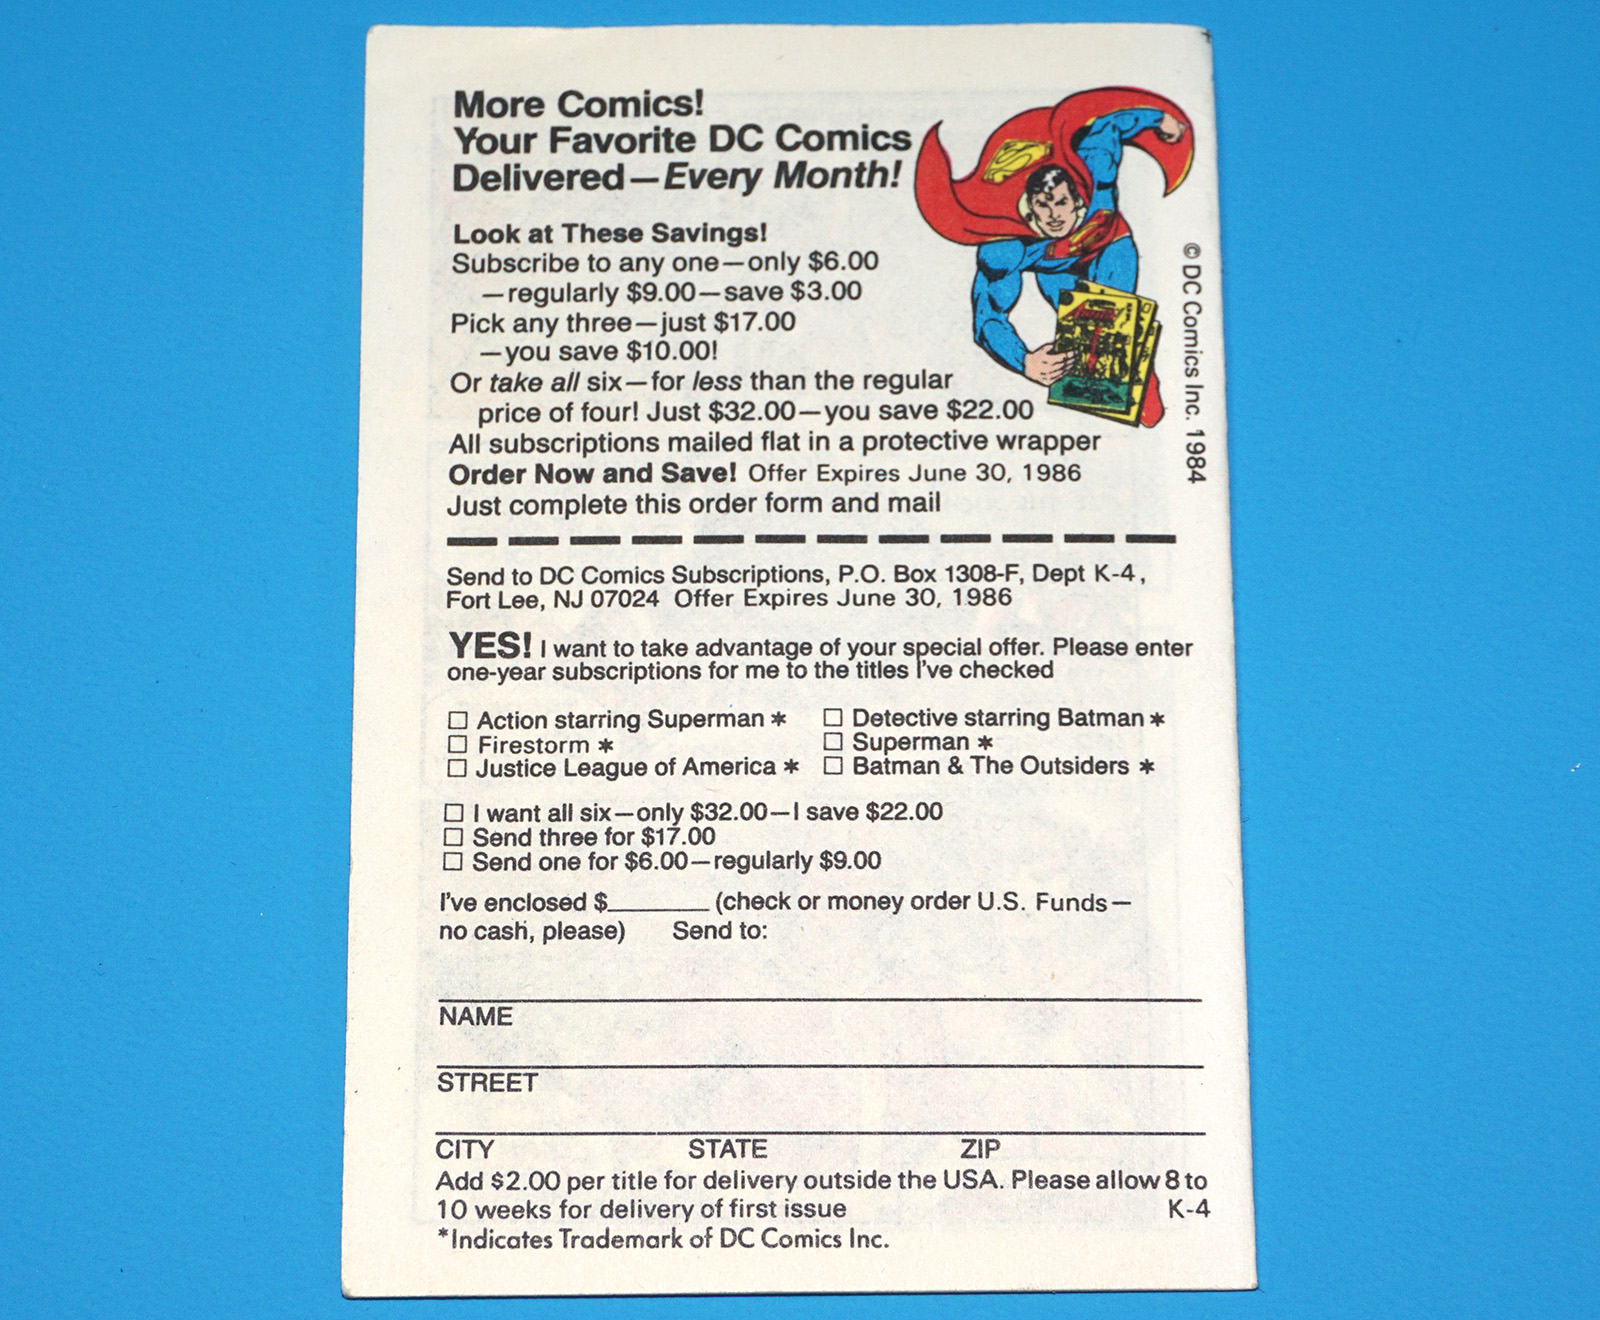 More Comics!
Your Favorite DC Comics
Delivered—Every Month!
Look at These Savings!
Subscribe to any one—only $6.00
—regularly $9.00—save $3.00
Pick any three—just $17.00
—you save $10.00!
Or take all six—for less than the regular
price of four! Just $32.00—you save $22.00
All subscriptions mailed flat in a protective wrapper
Order Now and Save! Offer Expires June 30, 1986
Just complete this order form and mail
© DC Comics Inc. 1984
Send to DC Comics Subscriptions, P.O. Box 1308-F, Dept K-4,
Fort Lee, NJ 07024 Offer Expires June 30, 1986
YES! I want to take advantage of your special offer. Please enter
one-year subscriptions for me to the titles I've checked
☐ Action starring Superman * ☐ Detective starring Batman *
☐ Firestorm * ☐ Superman *
☐ Justice League of America * ☐ Batman & The Outsiders *
☐ I want all six—only $32.00—I save $22.00
☐ Send three for $17.00
☐ Send one for $6.00—regularly $9.00
I've enclosed $________ (check or money order U.S. Funds—
no cash, please) Send to:
NAME
STREET
CITY STATE ZIP
Add $2.00 per title for delivery outside the USA. Please allow 8 to
10 weeks for delivery of first issue K-4
*Indicates Trademark of DC Comics Inc.